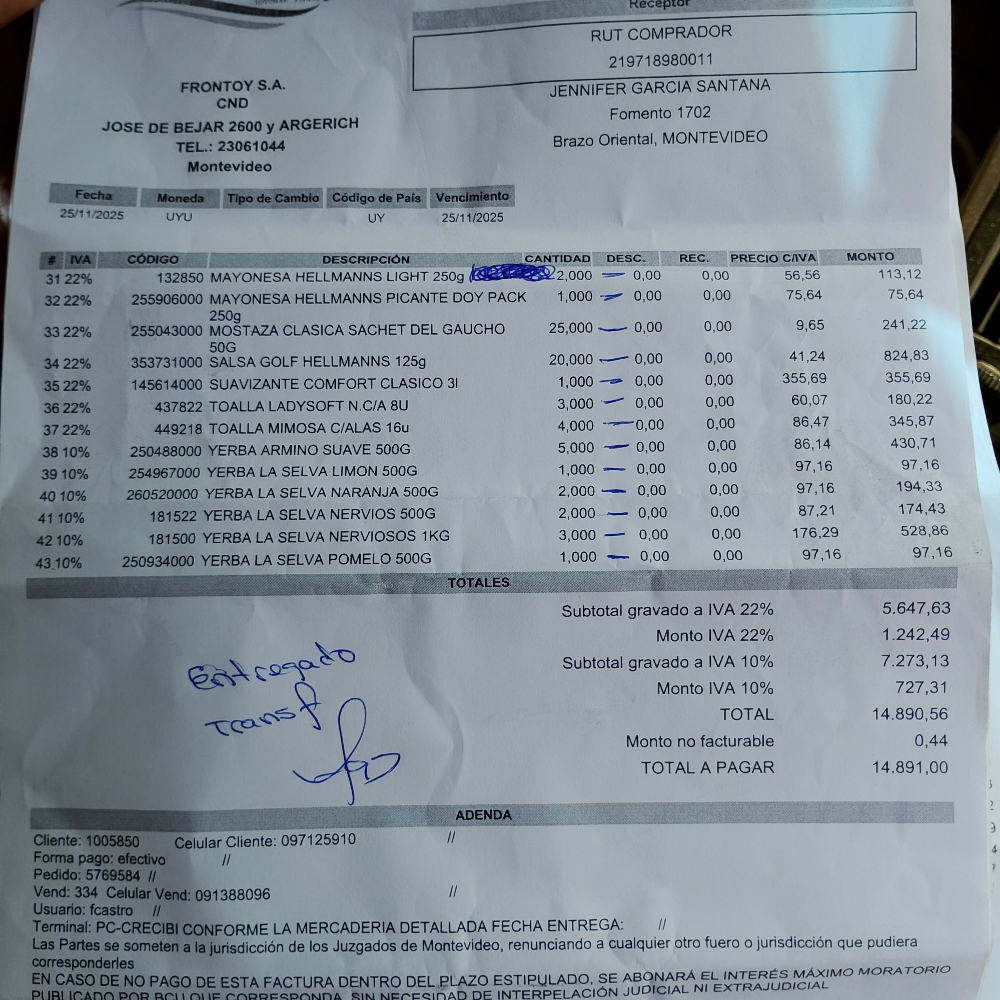 Receptor
RUT COMPRADOR
219718980011
JENNIFER GARCIA SANTANA
Fomento 1702
Brazo Oriental, MONTEVIDEO
FRONTOY S.A.
CND
JOSE DE BEJAR 2600 y ARGERICH
TEL.: 23061044
Montevideo
Fecha Moneda Tipo de Cambio Código de País Vencimiento
25/11/2025 UYU UY 25/11/2025
# IVA CÓDIGO DESCRIPCIÓN CANTIDAD DESC. REC. PRECIO C/IVA MONTO
31 22% 132850 MAYONESA HELLMANNS LIGHT 250g 2,000 0,00 0,00 56,56 113,12
32 22% 255906000 MAYONESA HELLMANNS PICANTE DOY PACK 1,000 0,00 0,00 75,64 75,64
250g
33 22% 255043000 MOSTAZA CLASICA SACHET DEL GAUCHO 25,000 0,00 0,00 9,65 241,22
50G
34 22% 353731000 SALSA GOLF HELLMANNS 125g 20,000 0,00 0,00 41,24 824,83
35 22% 145614000 SUAVIZANTE COMFORT CLASICO 3l 1,000 0,00 0,00 355,69 355,69
36 22% 437822 TOALLA LADYSOFT N.C/A 8U 3,000 0,00 0,00 60,07 180,22
37 22% 449218 TOALLA MIMOSA C/ALAS 16u 4,000 0,00 0,00 86,47 345,87
38 10% 250488000 YERBA ARMINO SUAVE 500G 5,000 0,00 0,00 86,14 430,71
39 10% 254967000 YERBA LA SELVA LIMON 500G 1,000 0,00 0,00 97,16 97,16
40 10% 260520000 YERBA LA SELVA NARANJA 500G 2,000 0,00 0,00 97,16 194,33
41 10% 181522 YERBA LA SELVA NERVIOS 500G 2,000 0,00 0,00 87,21 174,43
42 10% 181500 YERBA LA SELVA NERVIOSOS 1KG 3,000 0,00 0,00 176,29 528,86
43 10% 250934000 YERBA LA SELVA POMELO 500G 1,000 0,00 0,00 97,16 97,16
TOTALES
Subtotal gravado a IVA 22% 5.647,63
Monto IVA 22% 1.242,49
Subtotal gravado a IVA 10% 7.273,13
Monto IVA 10% 727,31
TOTAL 14.890,56
Monto no facturable 0,44
TOTAL A PAGAR 14.891,00
Entregado
Transf
ADENDA
Cliente: 1005850 Celular Cliente: 097125910 //
Forma pago: efectivo //
Pedido: 5769584 //
Vend: 334 Celular Vend: 091388096 //
Usuario: fcastro //
Terminal: PC-CRECIBI CONFORME LA MERCADERIA DETALLADA FECHA ENTREGA: //
Las Partes se someten a la jurisdicción de los Juzgados de Montevideo, renunciando a cualquier otro fuero o jurisdicción que pudiera
corresponderles
EN CASO DE NO PAGO DE ESTA FACTURA DENTRO DEL PLAZO ESTIPULADO, SE ABONARÁ EL INTERÉS MÁXIMO MORATORIO
PUBLICADO POR BCU QUE CORRESPONDA, SIN NECESIDAD DE INTERPELACIÓN JUDICIAL NI EXTRAJUDICIAL